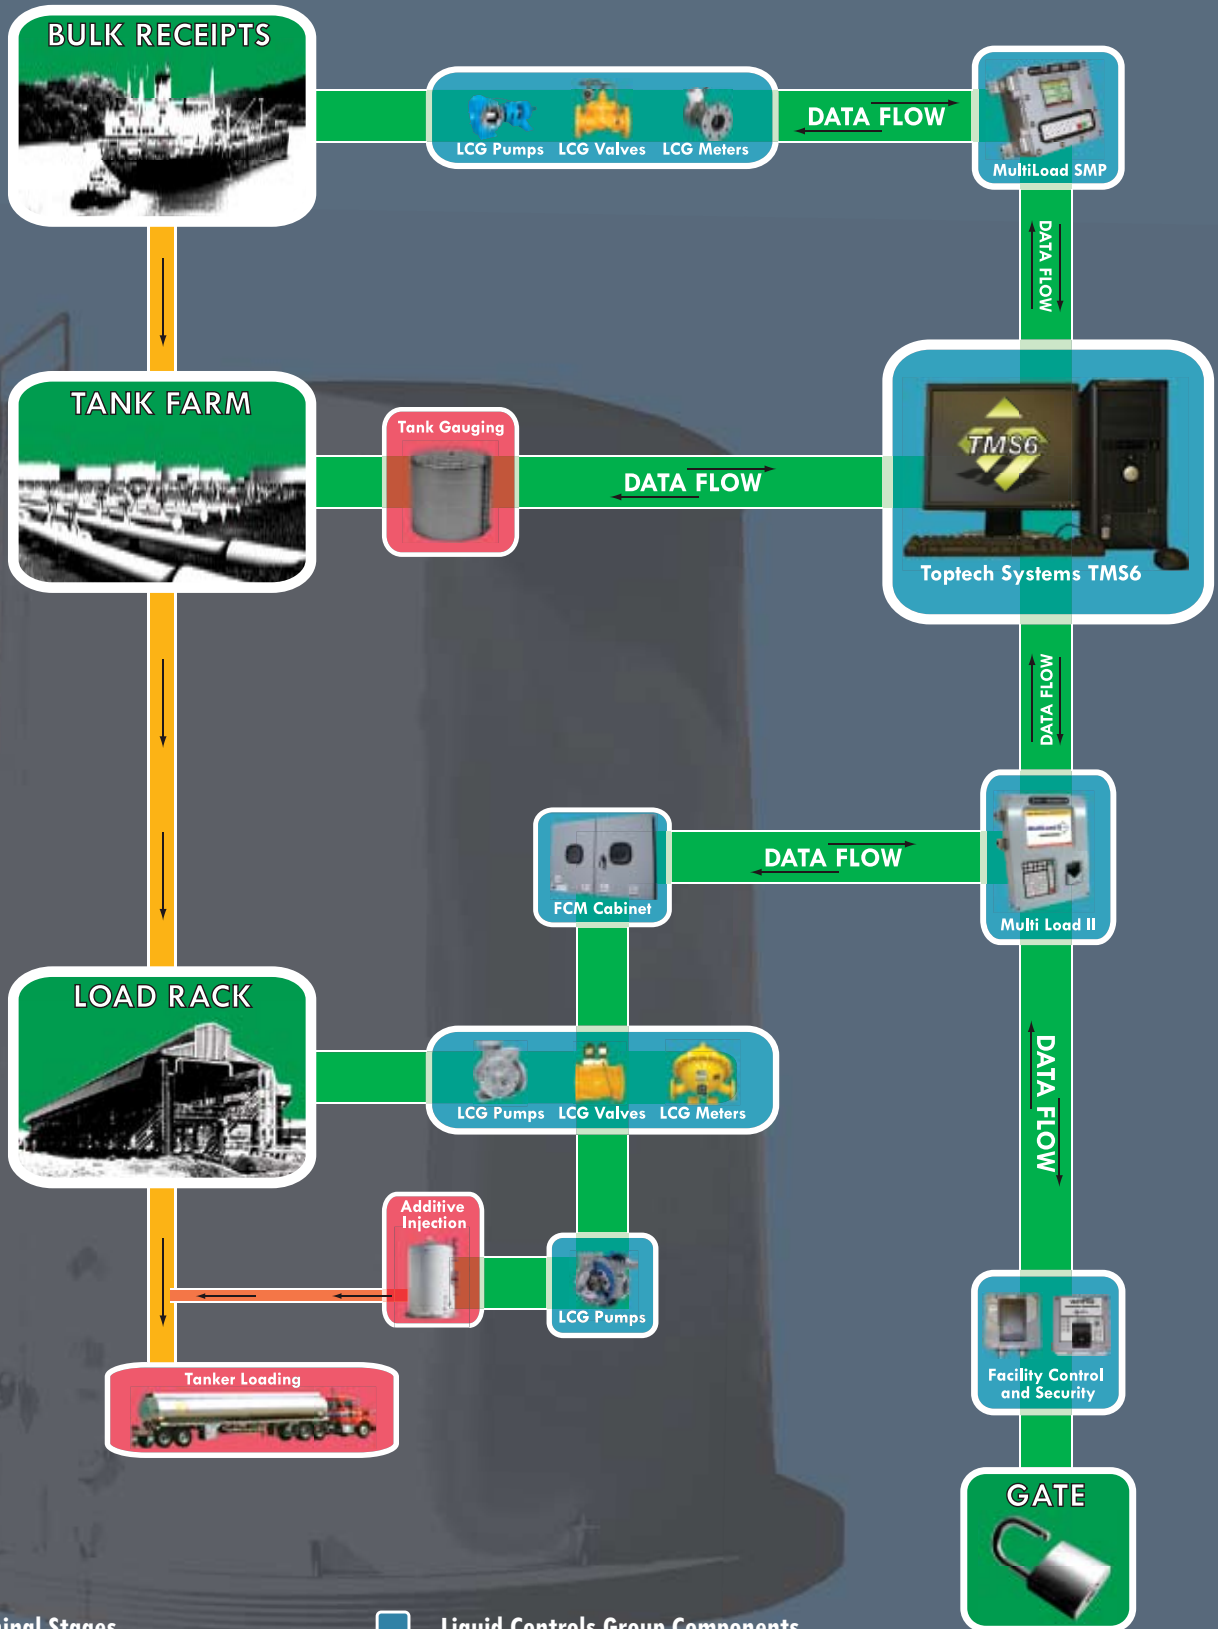 BULK RECEIPTS
LCG Pumps LCG Valves LCG Meters
DATA FLOW
MultiLoad SMP
DATA FLOW
TANK FARM
Tank Gauging
DATA FLOW
TMS6
Toptech Systems TMS6
DATA FLOW
FCM Cabinet
DATA FLOW
Multi Load II
LOAD RACK
LCG Pumps LCG Valves LCG Meters
DATA FLOW
Additive
Injection
LCG Pumps
Tanker Loading
Facility Control
and Security
GATE
Stages
Liquid Controls Group Components